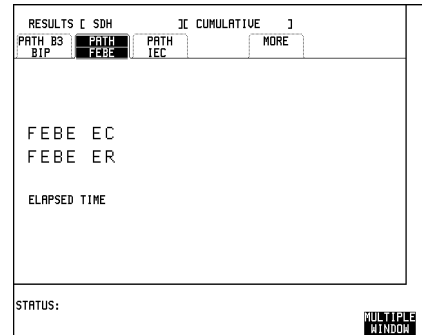 RESULTS [ SDH ][ CUMULATIVE ]
PATH B3 BIP
PATH FEBE
PATH IEC
MORE
FEBE EC
FEBE ER
ELAPSED TIME
STATUS:
MULTIPLE WINDOW